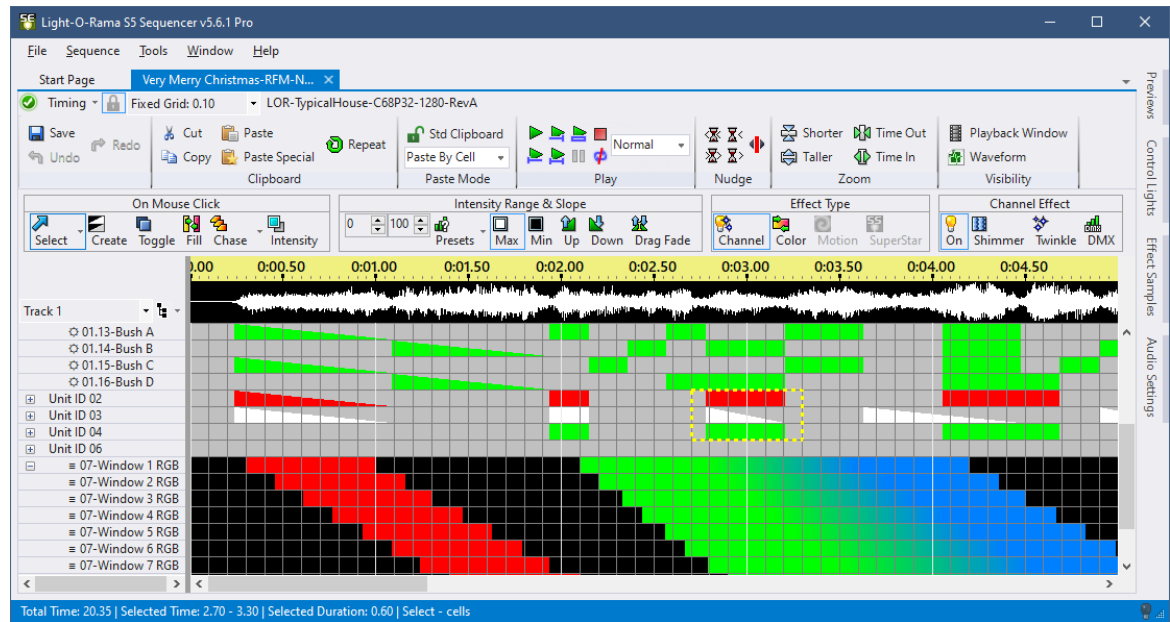 Light-O-Rama S5 Sequencer v5.6.1 Pro
File Sequence Tools Window Help
Start Page Very Merry Christmas-RFM-N...
Timing Fixed Grid: 0.10 LOR-TypicalHouse-C68P32-1280-RevA
Save Cut Paste Std Clipboard Shorter Time Out Playback Window
Undo Redo Copy Paste Special Repeat Paste By Cell Normal Taller Time In Waveform
Clipboard Paste Mode Play Nudge Zoom Visibility
On Mouse Click Intensity Range & Slope Effect Type Channel Effect
0 100
Select Create Toggle Fill Chase Intensity Presets Max Min Up Down Drag Fade Channel Color Motion SuperStar On Shimmer Twinkle DMX
0.00 0:00.50 0:01.00 0:01.50 0:02.00 0:02.50 0:03.00 0:03.50 0:04.00 0:04.50
Track 1
01.13-Bush A
01.14-Bush B
01.15-Bush C
01.16-Bush D
Unit ID 02
Unit ID 03
Unit ID 04
Unit ID 06
07-Window 1 RGB
07-Window 2 RGB
07-Window 3 RGB
07-Window 4 RGB
07-Window 5 RGB
07-Window 6 RGB
07-Window 7 RGB
Previews
Control Lights
Effect Samples
Audio Settings
Total Time: 20.35 | Selected Time: 2.70 - 3.30 | Selected Duration: 0.60 | Select - cells